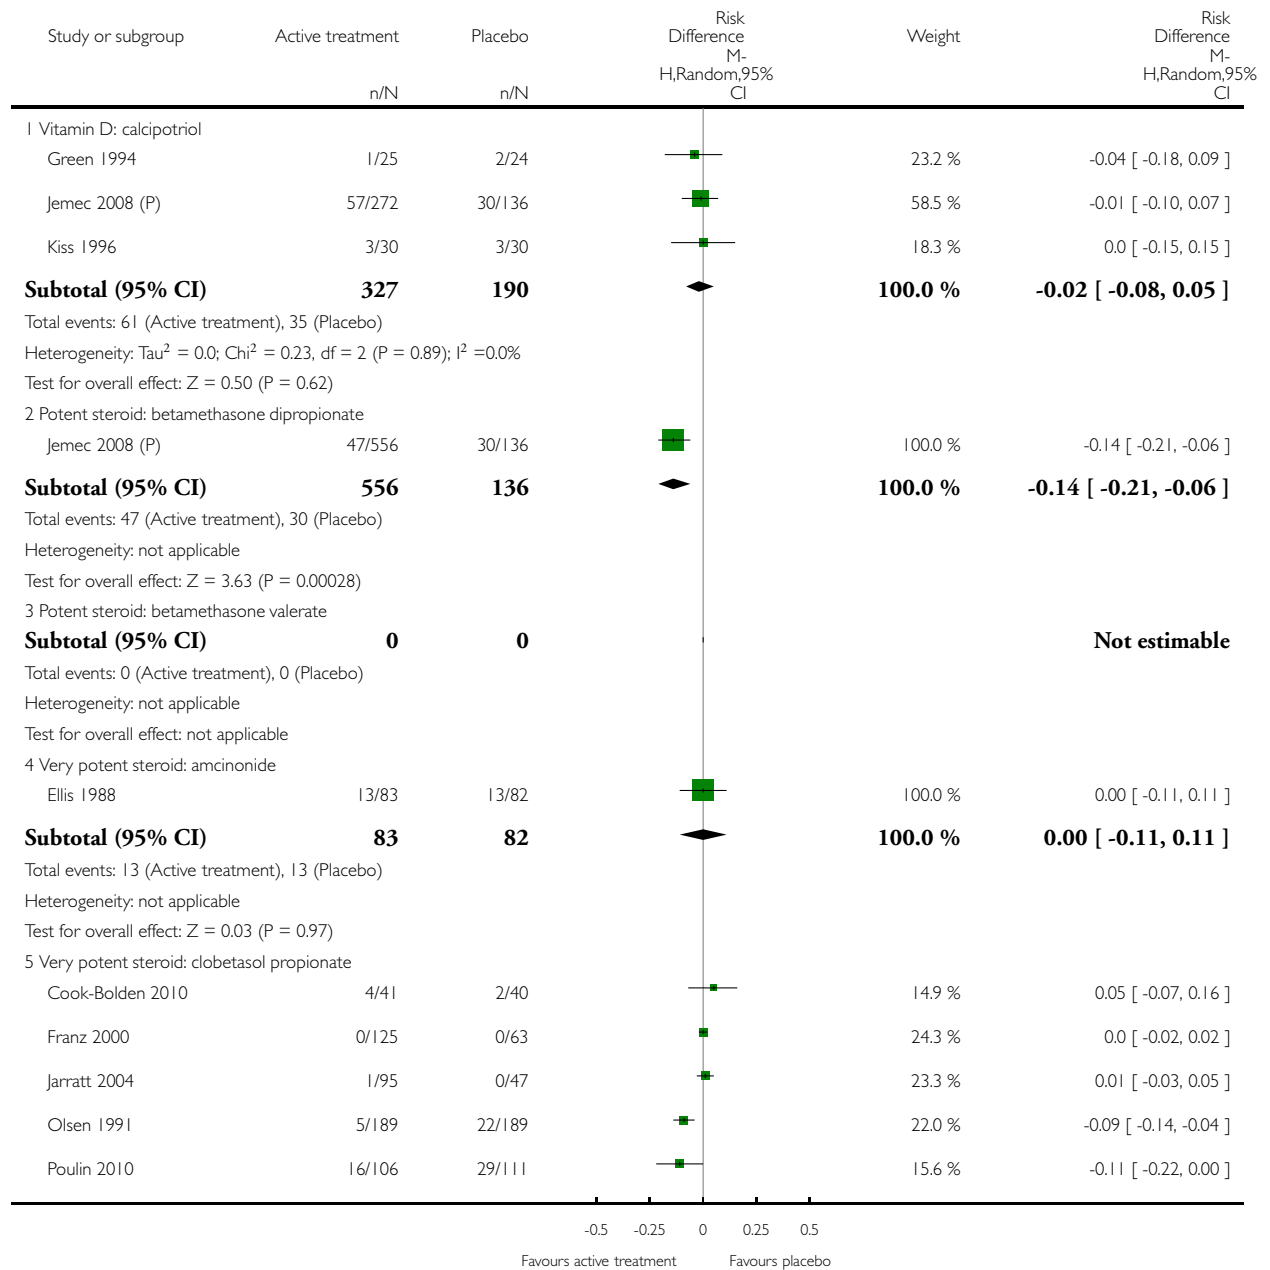 Study or subgroup Active treatment Placebo Risk Difference Weight Risk Difference
M-H,Random,95% CI M-H,Random,95% CI
n/N n/N
1 Vitamin D: calcipotriol
Green 1994 1/25 2/24 23.2 % -0.04 [ -0.18, 0.09 ]
Jemec 2008 (P) 57/272 30/136 58.5 % -0.01 [ -0.10, 0.07 ]
Kiss 1996 3/30 3/30 18.3 % 0.0 [ -0.15, 0.15 ]
Subtotal (95% CI) 327 190 100.0 % -0.02 [ -0.08, 0.05 ]
Total events: 61 (Active treatment), 35 (Placebo)
Heterogeneity: Tau² = 0.0; Chi² = 0.23, df = 2 (P = 0.89); I² =0.0%
Test for overall effect: Z = 0.50 (P = 0.62)
2 Potent steroid: betamethasone dipropionate
Jemec 2008 (P) 47/556 30/136 100.0 % -0.14 [ -0.21, -0.06 ]
Subtotal (95% CI) 556 136 100.0 % -0.14 [ -0.21, -0.06 ]
Total events: 47 (Active treatment), 30 (Placebo)
Heterogeneity: not applicable
Test for overall effect: Z = 3.63 (P = 0.00028)
3 Potent steroid: betamethasone valerate
Subtotal (95% CI) 0 0 Not estimable
Total events: 0 (Active treatment), 0 (Placebo)
Heterogeneity: not applicable
Test for overall effect: not applicable
4 Very potent steroid: amcinonide
Ellis 1988 13/83 13/82 100.0 % 0.00 [ -0.11, 0.11 ]
Subtotal (95% CI) 83 82 100.0 % 0.00 [ -0.11, 0.11 ]
Total events: 13 (Active treatment), 13 (Placebo)
Heterogeneity: not applicable
Test for overall effect: Z = 0.03 (P = 0.97)
5 Very potent steroid: clobetasol propionate
Cook-Bolden 2010 4/41 2/40 14.9 % 0.05 [ -0.07, 0.16 ]
Franz 2000 0/125 0/63 24.3 % 0.0 [ -0.02, 0.02 ]
Jarratt 2004 1/95 0/47 23.3 % 0.01 [ -0.03, 0.05 ]
Olsen 1991 5/189 22/189 22.0 % -0.09 [ -0.14, -0.04 ]
Poulin 2010 16/106 29/111 15.6 % -0.11 [ -0.22, 0.00 ]
-0.5 -0.25 0 0.25 0.5
Favours active treatment Favours placebo